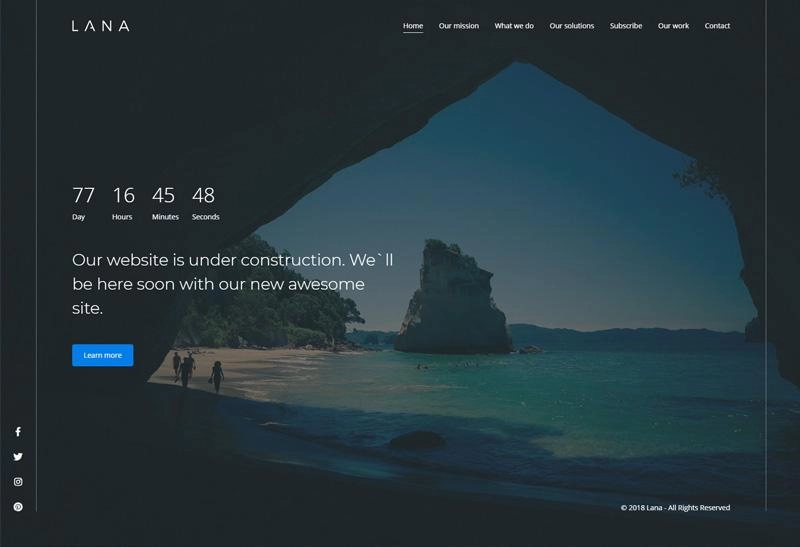 LANA
Home Our mission What we do Our solutions Subscribe Our work Contact
77 16 45 48
Day Hours Minutes Seconds
Our website is under construction. We`ll
be here soon with our new awesome
site.
Learn more
© 2018 Lana - All Rights Reserved